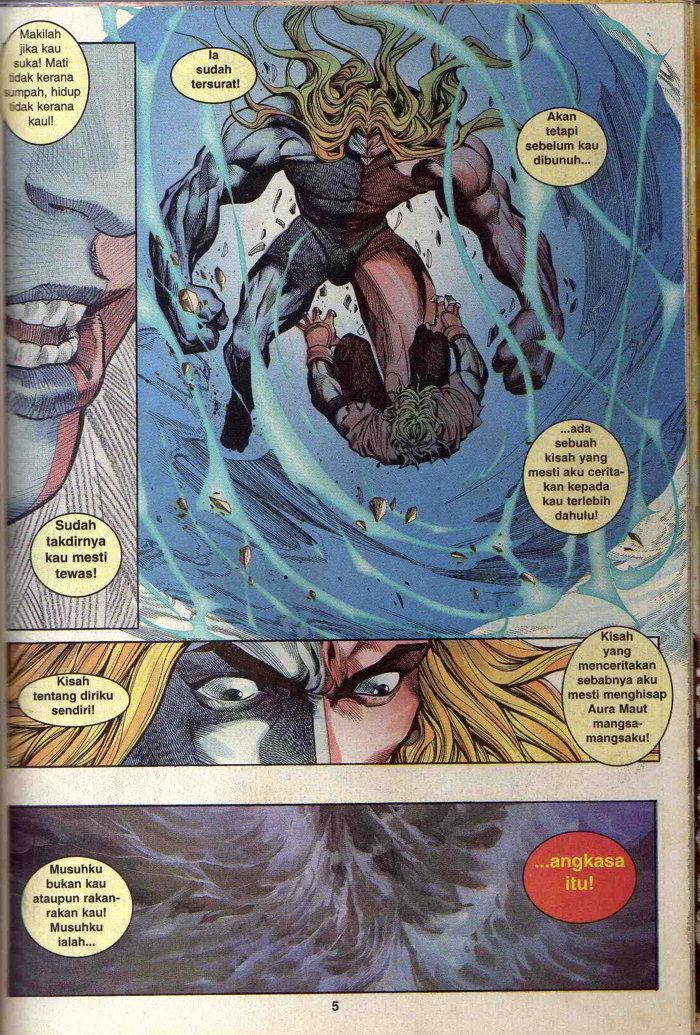 Makilah
jika kau
suka! Mati
tidak kerana
sumpah, hidup
tidak kerana
kaul!
Ia
sudah
tersurat!
Akan
tetapi
sebelum kau
dibunuh...
...ada
sebuah
kisah yang
mesti aku cerita-
kan kepada
kau terlebih
dahulu!
Sudah
takdirnya
kau mesti
tewas!
Kisah
tentang diriku
sendiri!
Kisah
yang
menceritakan
sebabnya aku
mesti menghisap
Aura Maut
mangsa-
mangsaku!
Musuhku
bukan kau
ataupun rakan-
rakan kau!
Musuhku
ialah...
...angkasa
itu!
5